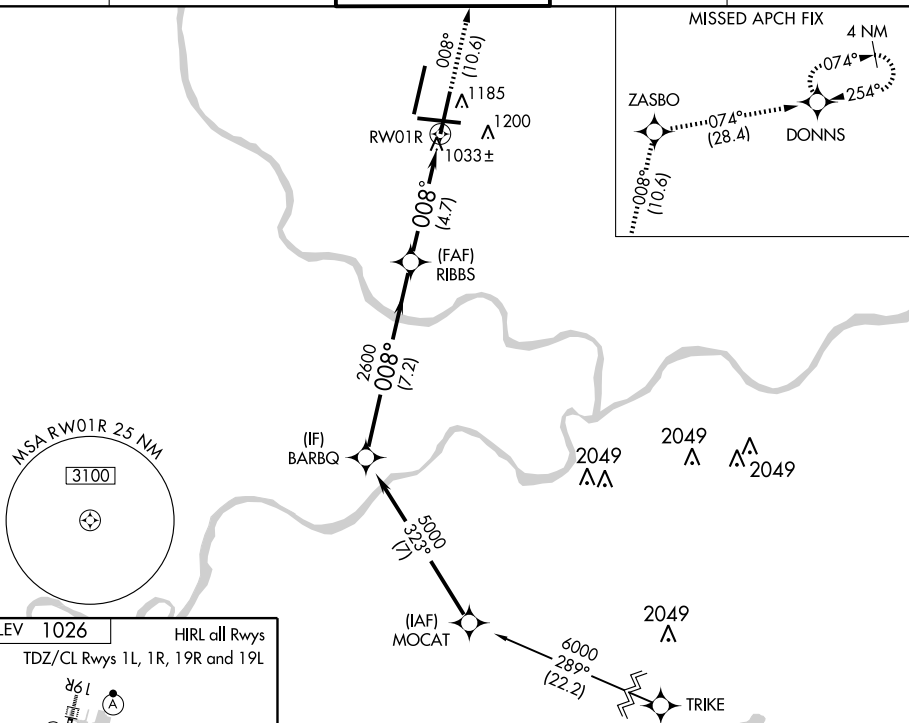 MISSED APCH FIX
4 NM
074°
254°
ZASBO
074°
(28.4)
DONNS
008°
(10.6)
008°
(10.6)
1185
1200
RW01R
1033±
008°
(4.7)
(FAF)
RIBBS
2600
008°
(7.2)
(IF)
BARBQ
MSA RW01R 25 NM
3100
2049
2049
2049
5000
323°
(7)
(IAF)
MOCAT
2049
6000
289°
(22.2)
TRIKE
LEV 1026
HIRL all Rwys
TDZ/CL Rwys 1L, 1R, 19R and 19L
19R
A